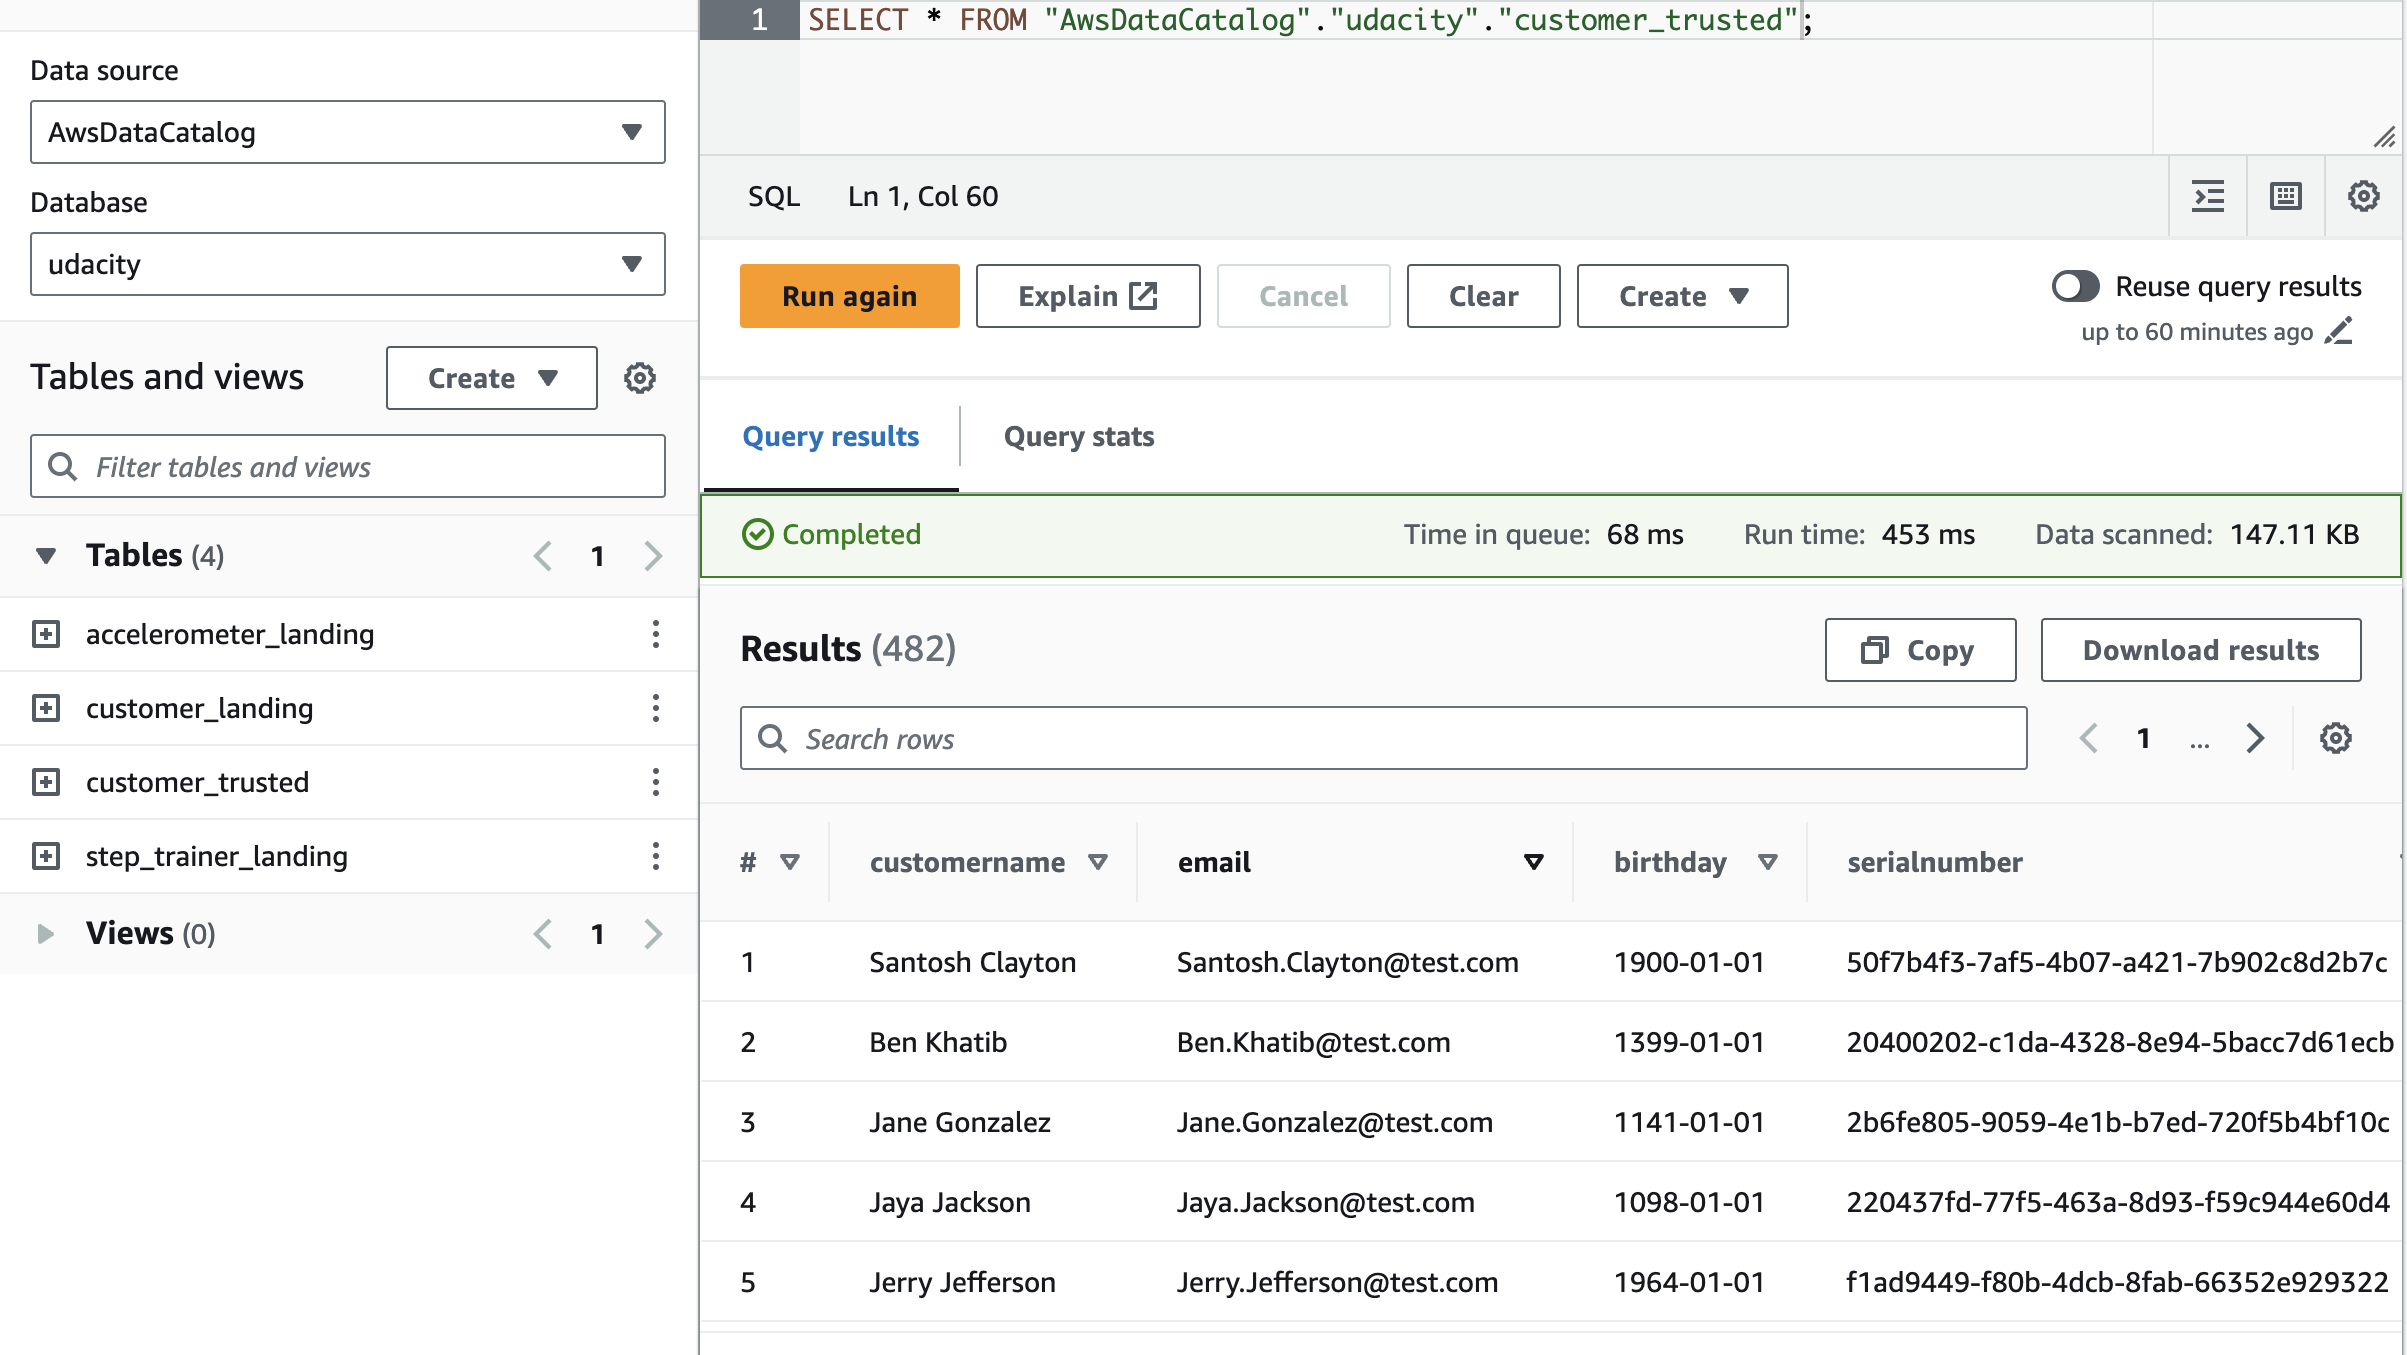 Data source
AwsDataCatalog
Database
udacity
Tables and views
Create
Filter tables and views
Tables (4)
1
accelerometer_landing
customer_landing
customer_trusted
step_trainer_landing
Views (0)
1
1 SELECT * FROM "AwsDataCatalog"."udacity"."customer_trusted";
SQL Ln 1, Col 60
Run again Explain Cancel Clear Create
Reuse query results
up to 60 minutes ago
Query results Query stats
Completed Time in queue: 68 ms Run time: 453 ms Data scanned: 147.11 KB
Results (482) Copy Download results
Search rows 1 ...
# customername email birthday serialnumber
1 Santosh Clayton Santosh.Clayton@test.com 1900-01-01 50f7b4f3-7af5-4b07-a421-7b902c8d2b7c
2 Ben Khatib Ben.Khatib@test.com 1399-01-01 20400202-c1da-4328-8e94-5bacc7d61ecb
3 Jane Gonzalez Jane.Gonzalez@test.com 1141-01-01 2b6fe805-9059-4e1b-b7ed-720f5b4bf10c
4 Jaya Jackson Jaya.Jackson@test.com 1098-01-01 220437fd-77f5-463a-8d93-f59c944e60d4
5 Jerry Jefferson Jerry.Jefferson@test.com 1964-01-01 f1ad9449-f80b-4dcb-8fab-66352e929322